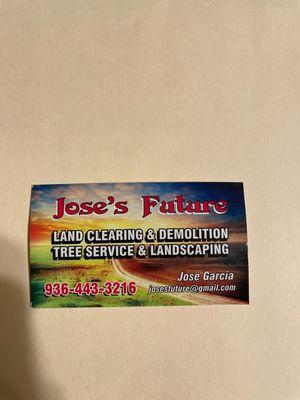 Jose's Future
LAND CLEARING & DEMOLITION
TREE SERVICE & LANDSCAPING
Jose Garcia
936-443-3216 josesfuture@gmail.com